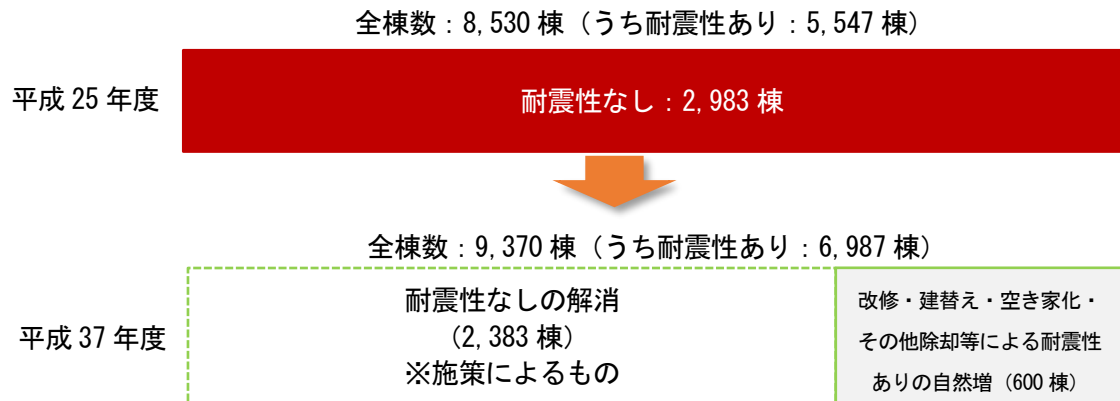 全棟数：8,530 棟（うち耐震性あり：5,547 棟）
平成 25 年度
耐震性なし：2,983 棟
全棟数：9,370 棟（うち耐震性あり：6,987 棟）
平成 37 年度
耐震性なしの解消
（2,383 棟）
※施策によるもの
改修・建替え・空き家化・
その他除却等による耐震性
ありの自然増（600 棟）